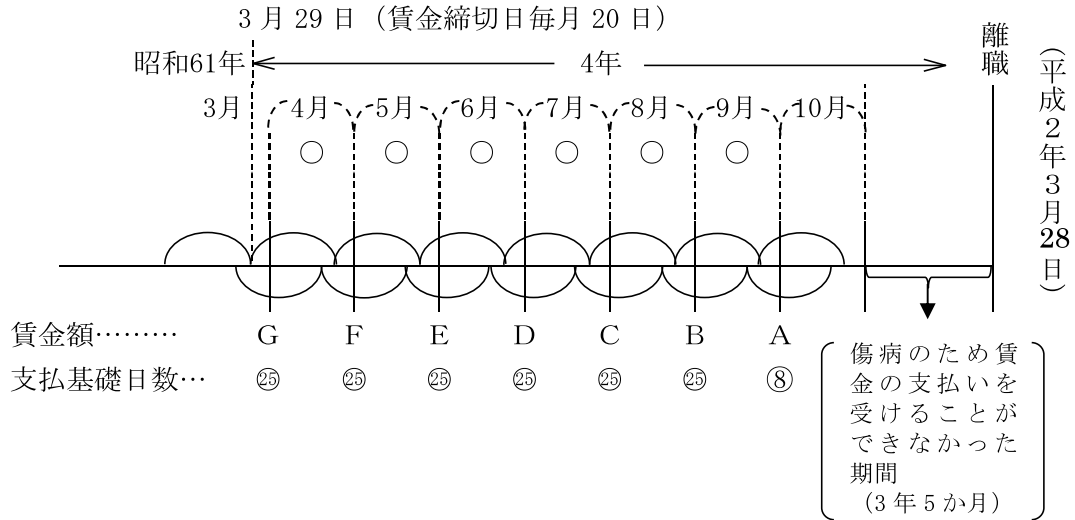 3月29日（賃金締切日毎月20日）
昭和61年
4年
離職
（平成2年3月28日）
3月 4月 5月 6月 7月 8月 9月 10月
○ ○ ○ ○ ○ ○
賃金額……… G F E D C B A
支払基礎日数… ㉕ ㉕ ㉕ ㉕ ㉕ ㉕ ⑧
傷病のため賃
金の支払いを
受けることが
できなかった
期間
（3年5か月）